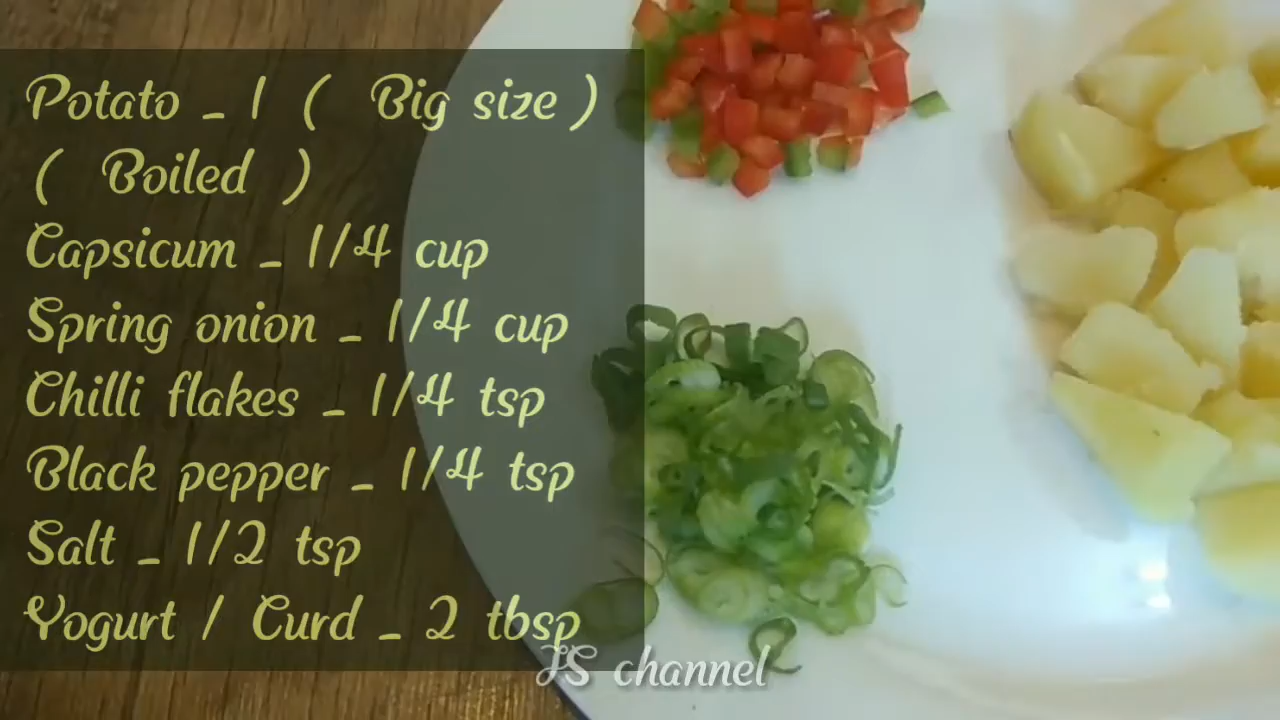 Potato _ 1 ( Big size )
( Boiled )
Capsicum _ 1/4 cup
Spring onion _ 1/4 cup
Chilli flakes _ 1/4 tsp
Black pepper _ 1/4 tsp
Salt _ 1/2 tsp
Yogurt / Curd _ 2 tbsp
JS channel